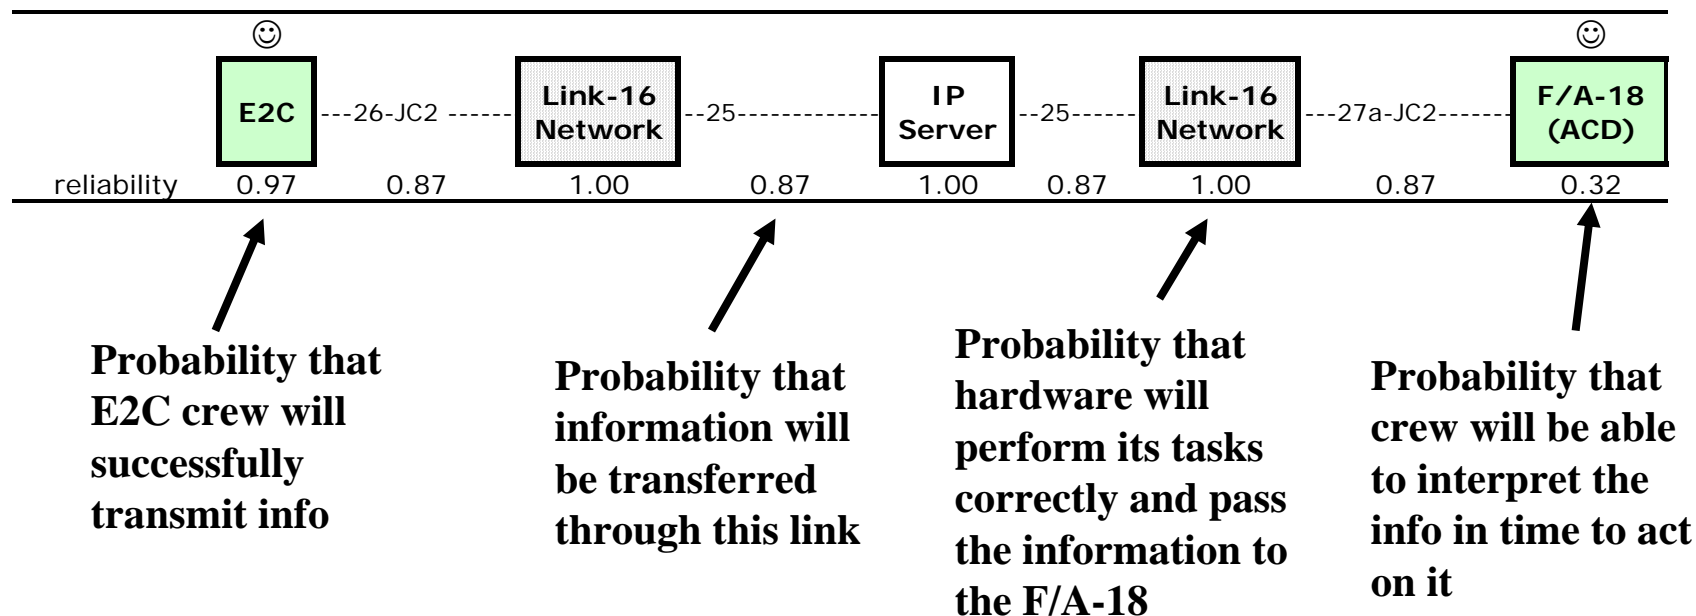 E2C ---26-JC2 ------ Link-16 Network --25------------ IP Server --25------ Link-16 Network ---27a-JC2------- F/A-18 (ACD)
reliability 0.97 0.87 1.00 0.87 1.00 0.87 1.00 0.87 0.32
Probability that
E2C crew will
successfully
transmit info
Probability that
information will
be transferred
through this link
Probability that
hardware will
perform its tasks
correctly and pass
the information to
the F/A-18
Probability that
crew will be able
to interpret the
info in time to act
on it